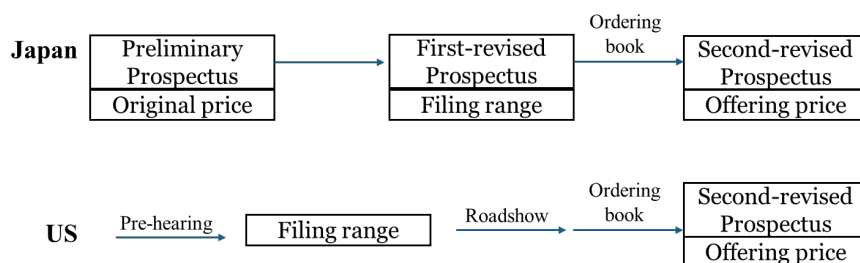 Japan
Preliminary
Prospectus
Original price
First-revised
Prospectus
Filing range
Ordering
book
Second-revised
Prospectus
Offering price
US
Pre-hearing
Filing range
Roadshow
Ordering
book
Second-revised
Prospectus
Offering price